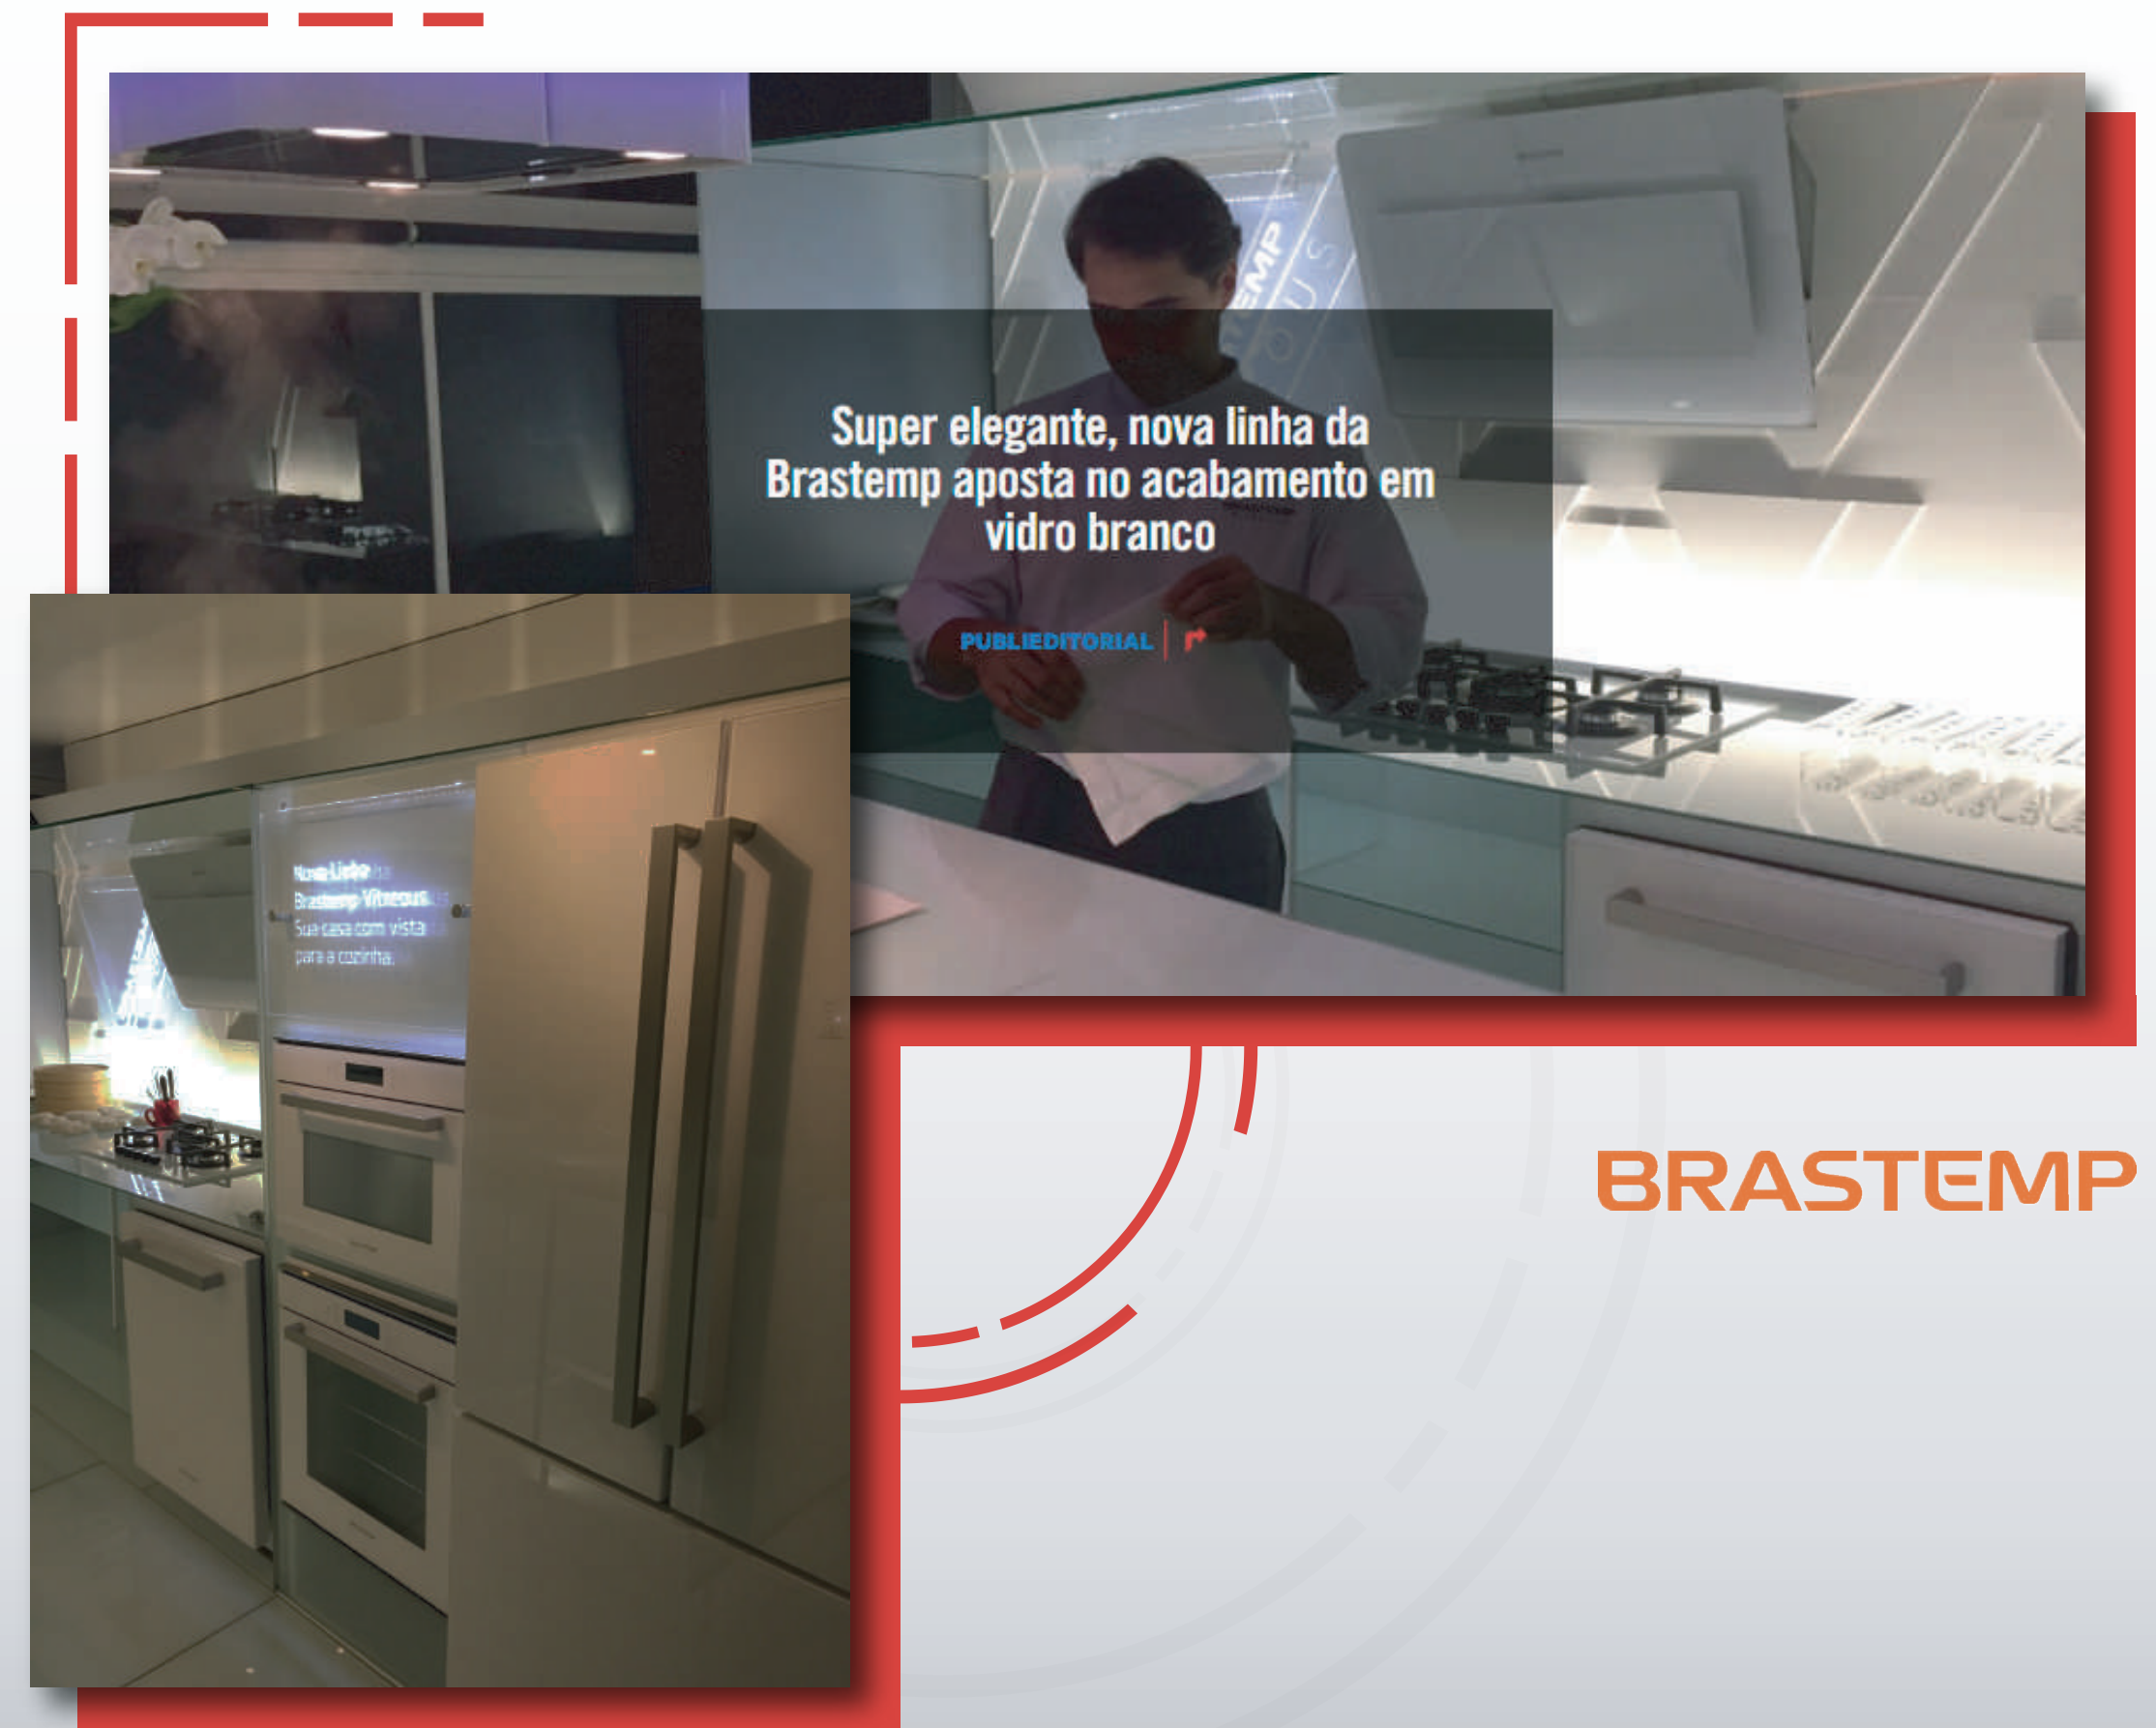 Super elegante, nova linha da
Brastemp aposta no acabamento em
vidro branco
PUBLIEDITORIAL
Nova Linha
Brastemp Vitreous
Sua casa com vista
para a cozinha.
BRASTEMP